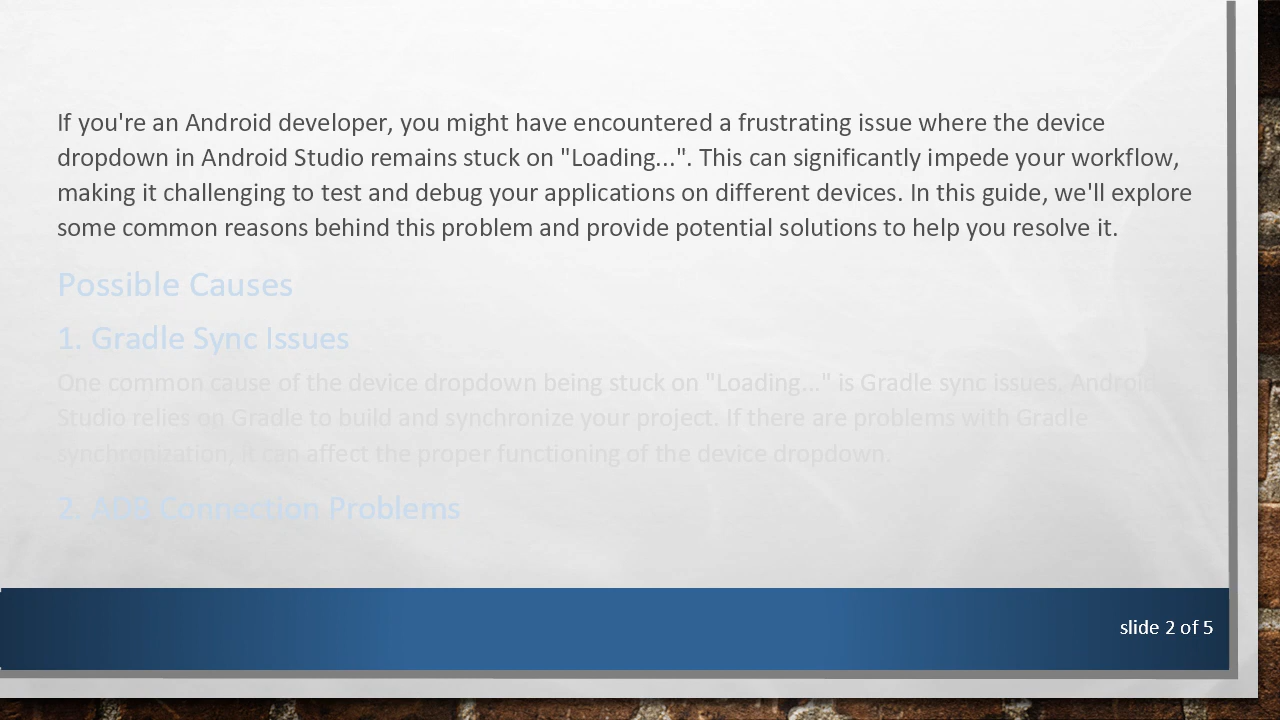 If you're an Android developer, you might have encountered a frustrating issue where the device
dropdown in Android Studio remains stuck on "Loading...". This can significantly impede your workflow,
making it challenging to test and debug your applications on different devices. In this guide, we'll explore
some common reasons behind this problem and provide potential solutions to help you resolve it.
Possible Causes
1. Gradle Sync Issues
One common cause of the device dropdown being stuck on "Loading..." is Gradle sync issues. Android
Studio relies on Gradle to build and synchronize your project. If there are problems with Gradle
synchronization, it can affect the proper functioning of the device dropdown.
2. ADB Connection Problems
slide 2 of 5